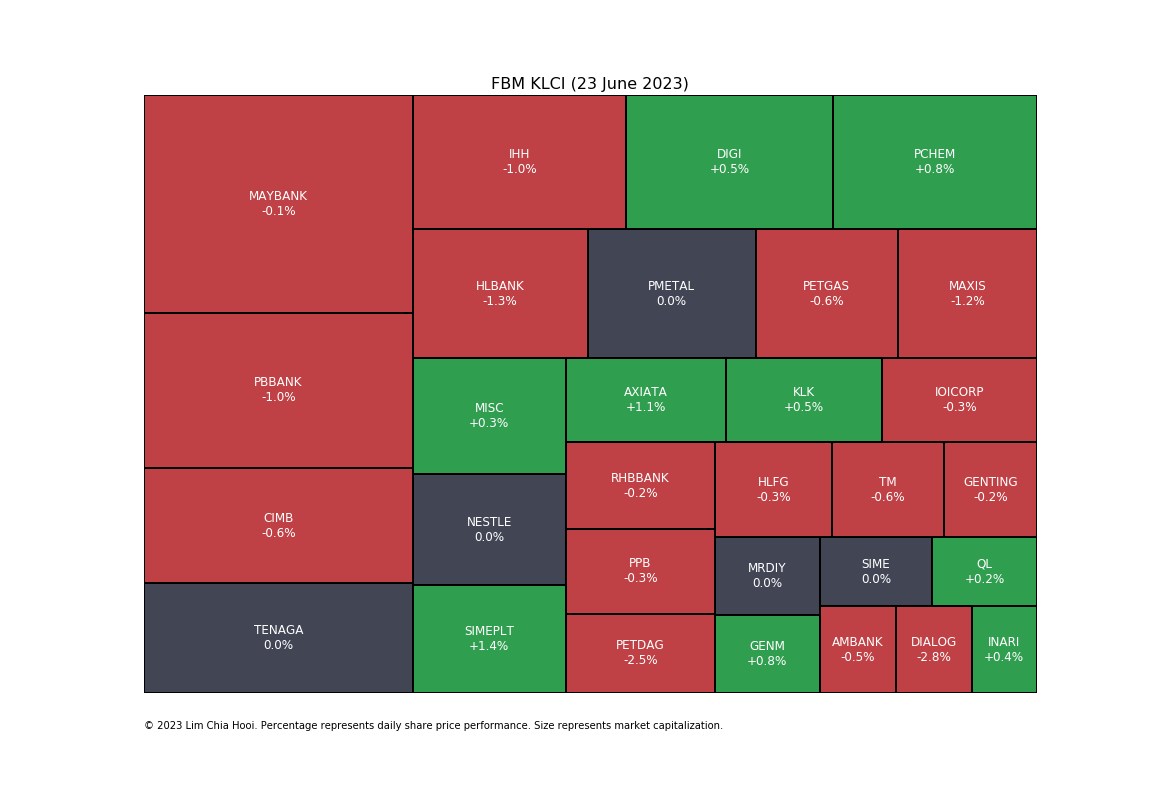 FBM KLCI (23 June 2023)
MAYBANK
-0.1%
PBBANK
-1.0%
CIMB
-0.6%
TENAGA
0.0%
IHH
-1.0%
DIGI
+0.5%
PCHEM
+0.8%
HLBANK
-1.3%
PMETAL
0.0%
PETGAS
-0.6%
MAXIS
-1.2%
MISC
+0.3%
NESTLE
0.0%
SIMEPLT
+1.4%
AXIATA
+1.1%
KLK
+0.5%
IOICORP
-0.3%
RHBBANK
-0.2%
PPB
-0.3%
PETDAG
-2.5%
HLFG
-0.3%
TM
-0.6%
GENTING
-0.2%
MRDIY
0.0%
GENM
+0.8%
SIME
0.0%
QL
+0.2%
AMBANK
-0.5%
DIALOG
-2.8%
INARI
+0.4%
© 2023 Lim Chia Hooi. Percentage represents daily share price performance. Size represents market capitalization.